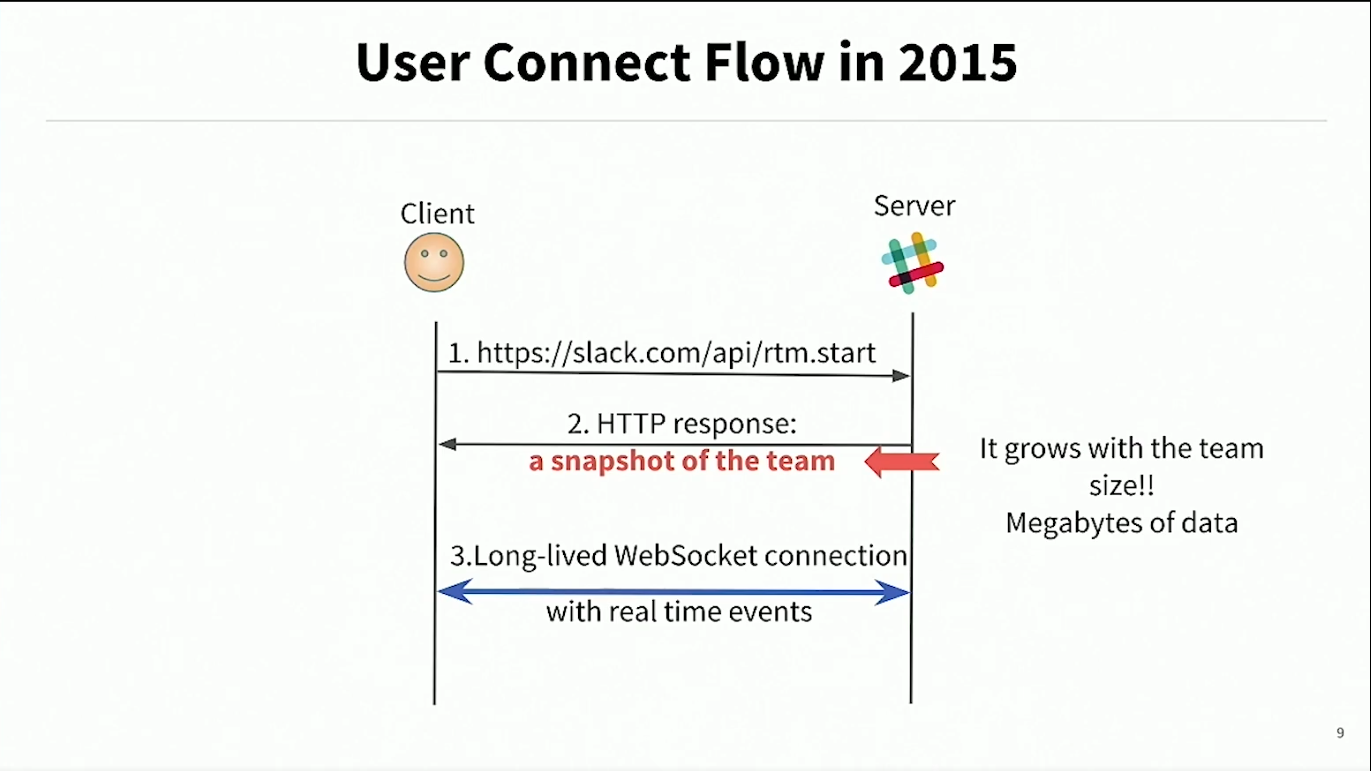 User Connect Flow in 2015
Client
Server
1. https://slack.com/api/rtm.start
2. HTTP response:
a snapshot of the team
It grows with the team
size!!
Megabytes of data
3.Long-lived WebSocket connection
with real time events
9